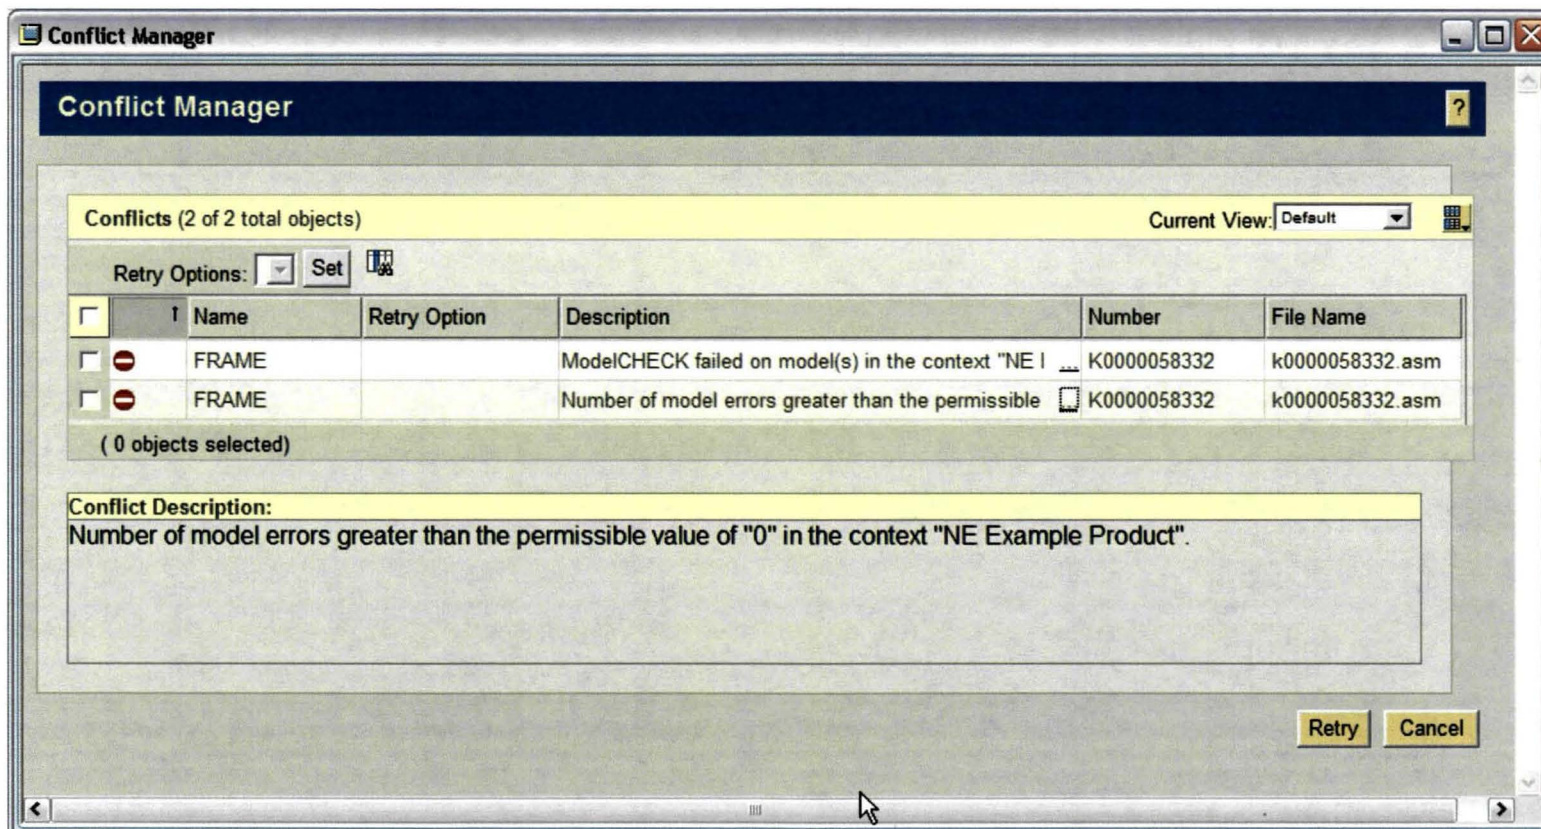 Conflict Manager
Conflict Manager
?
Conflicts (2 of 2 total objects)
Current View: Default
Retry Options: Set
Name Retry Option Description Number File Name
FRAME ModelCHECK failed on model(s) in the context "NE I ... K0000058332 k0000058332.asm
FRAME Number of model errors greater than the permissible ... K0000058332 k0000058332.asm
( 0 objects selected)
Conflict Description:
Number of model errors greater than the permissible value of "0" in the context "NE Example Product".
Retry Cancel